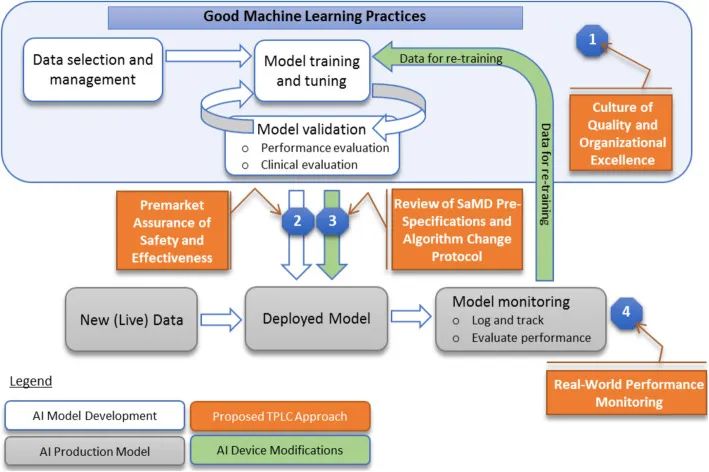 Good Machine Learning Practices
Data selection and
management
Model training
and tuning
Data for re-training
1
Culture of
Quality and
Organizational
Excellence
Model validation
o Performance evaluation
o Clinical evaluation
Data for re-training
Premarket
Assurance of
Safety and
Effectiveness
2
3
Review of SaMD Pre-
Specifications and
Algorithm Change
Protocol
New (Live) Data
Deployed Model
Model monitoring
o Log and track
o Evaluate performance
4
Real-World Performance
Monitoring
Legend
AI Model Development
Proposed TPLC Approach
AI Production Model
AI Device Modifications